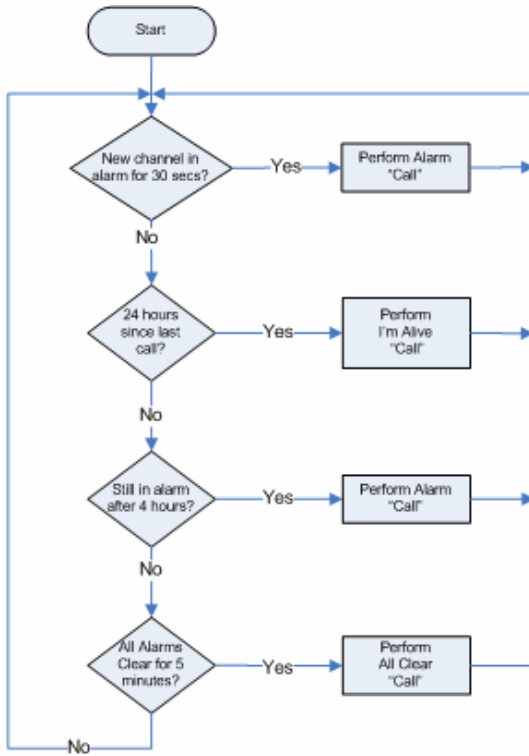 Start
New channel in
alarm for 30 secs?
Yes
Perform Alarm
"Call"
No
24 hours
since last
call?
Yes
Perform
I'm Alive
"Call"
No
Still in alarm
after 4 hours?
Yes
Perform Alarm
"Call"
No
All Alarms
Clear for 5
minutes?
Yes
Perform
All Clear
"Call"
No